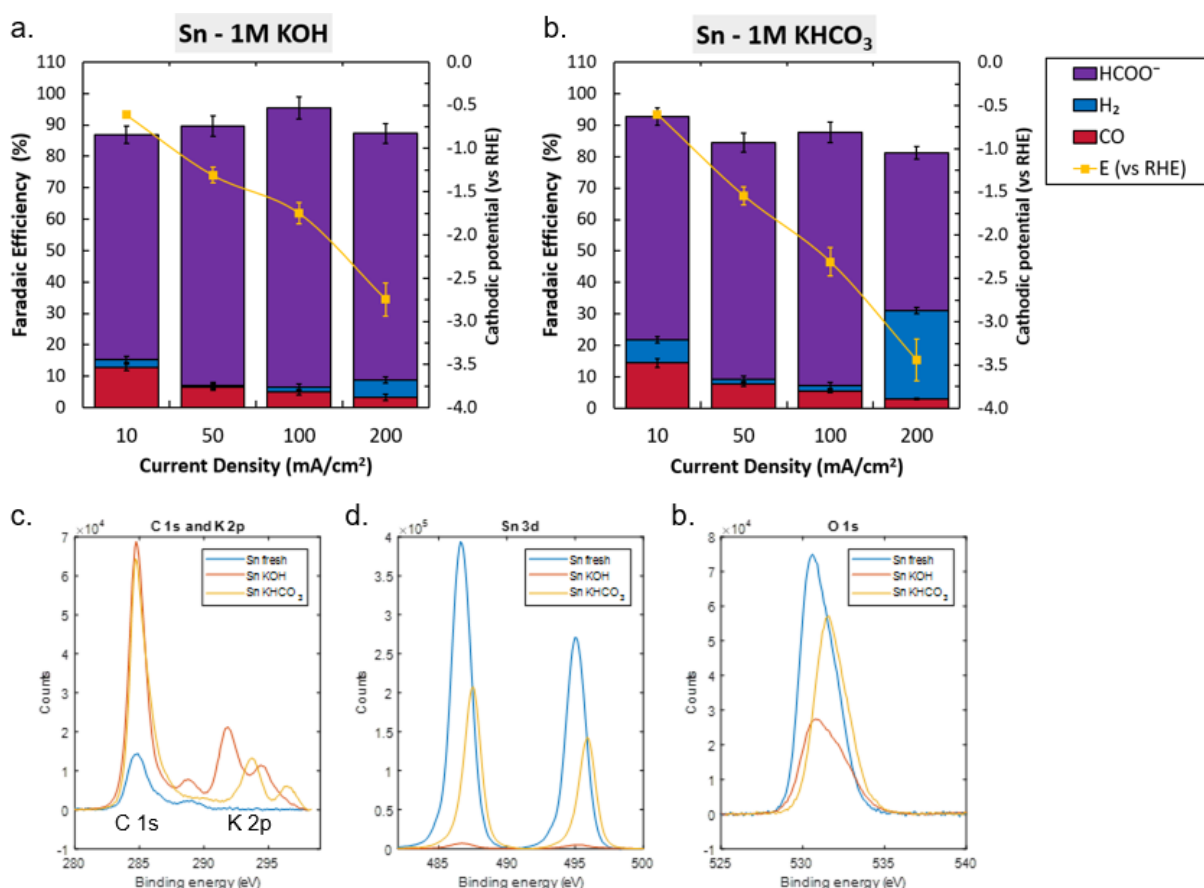 a.
Sn - 1M KOH
110
100
90
80
70
60
50
40
30
20
10
0
Faradaic Efficiency (%)
0.0
-0.5
-1.0
-1.5
-2.0
-2.5
-3.0
-3.5
-4.0
Cathodic potential (vs RHE)
10 50 100 200
Current Density (mA/cm²)
b.
Sn - 1M KHCO₃
110
100
90
80
70
60
50
40
30
20
10
0
Faradaic Efficiency (%)
0.0
-0.5
-1.0
-1.5
-2.0
-2.5
-3.0
-3.5
-4.0
Cathodic potential (vs RHE)
10 50 100 200
Current Density (mA/cm²)
HCOO⁻
H₂
CO
E (vs RHE)
c.
C 1s and K 2p
×10⁴
7
6
5
4
3
2
1
0
-1
Counts
Sn fresh
Sn KOH
Sn KHCO₃
C 1s
K 2p
280 285 290 295
Binding energy (eV)
d.
Sn 3d
×10⁵
4
3
2
1
0
Counts
Sn fresh
Sn KOH
Sn KHCO₃
485 490 495 500
Binding energy (eV)
b.
O 1s
×10⁴
8
7
6
5
4
3
2
1
0
-1
Counts
Sn fresh
Sn KOH
Sn KHCO₃
525 530 535 540
Binding energy (eV)